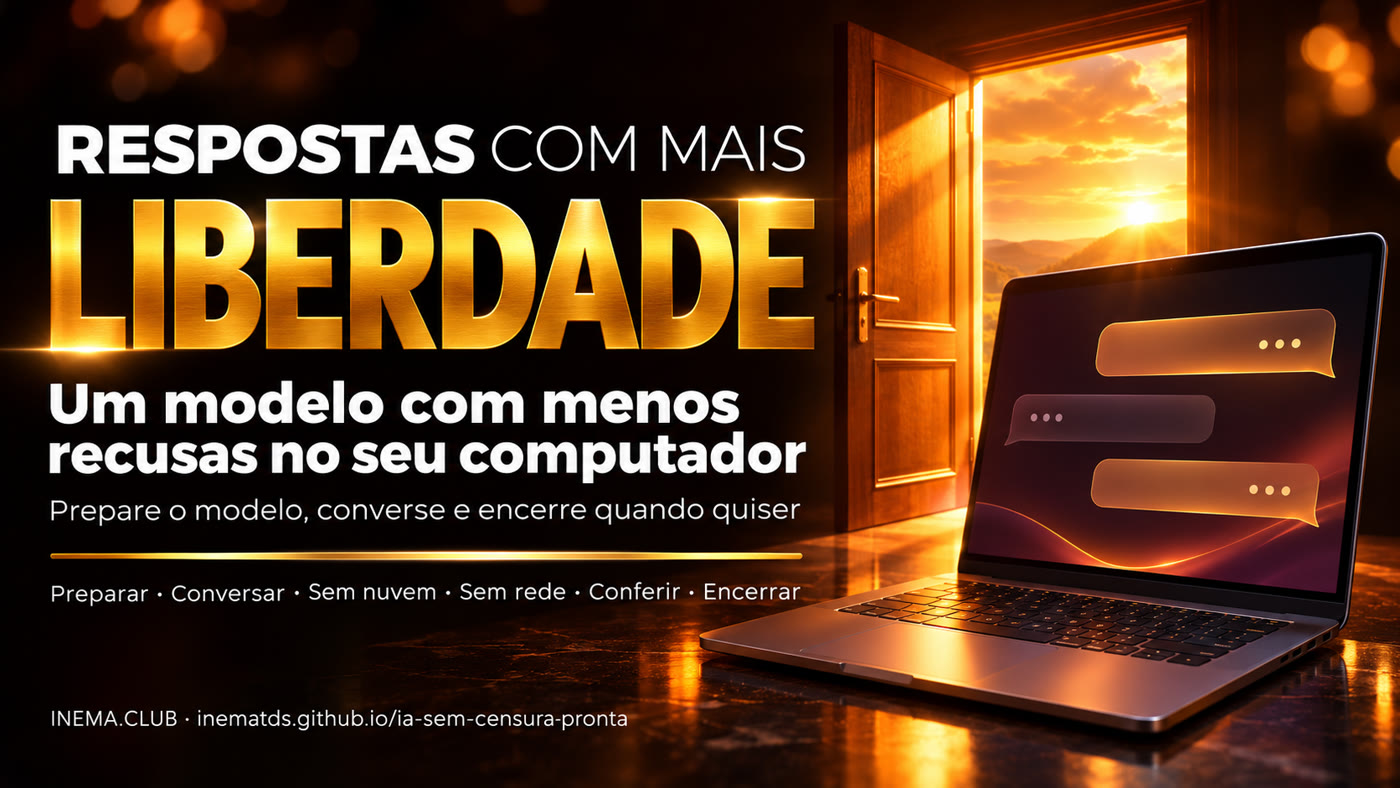 RESPOSTAS COM MAIS
LIBERDADE
Um modelo com menos
recusas no seu computador
Prepare o modelo, converse e encerre quando quiser
Preparar · Conversar · Sem nuvem · Sem rede · Conferir · Encerrar
INEMA.CLUB · inematds.github.io/ia-sem-censura-pronta